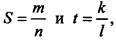 S = m/n и t = k/l,